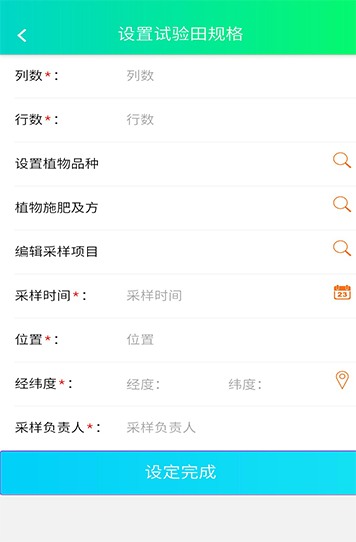 设置试验田规格
列数*： 列数
行数*： 行数
设置植物品种
植物施肥及方
编辑采样项目
采样时间*： 采样时间 23
位置*： 位置
经纬度*： 经度： 纬度：
采样负责人*： 采样负责人
设定完成